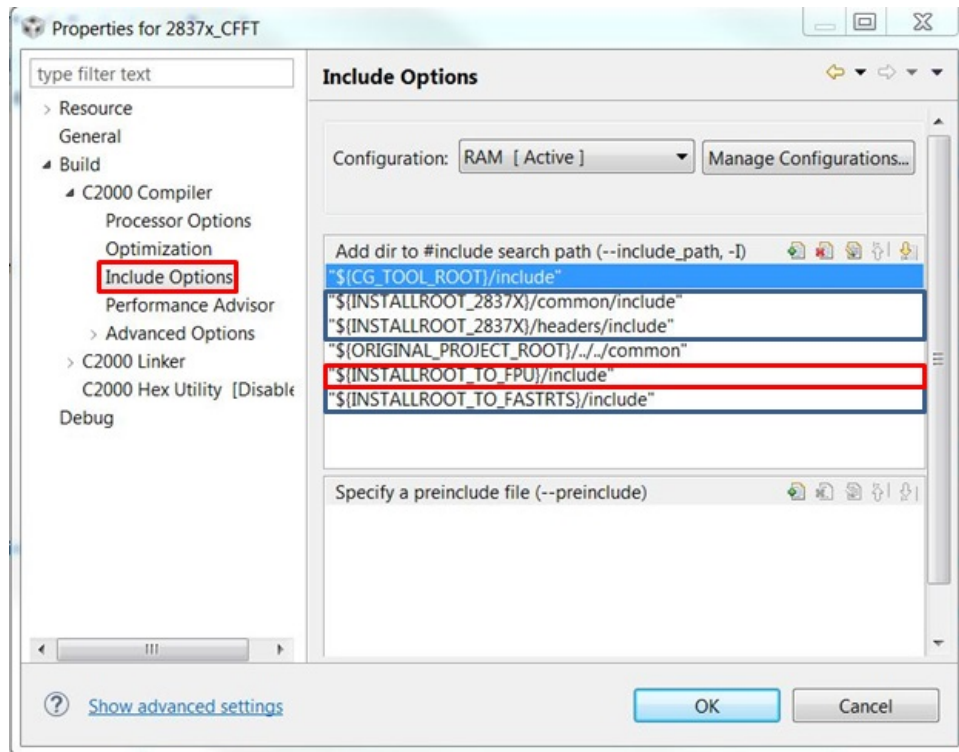 Properties for 2837x_CFFT
type filter text
Resource
General
Build
C2000 Compiler
Processor Options
Optimization
Include Options
Performance Advisor
Advanced Options
C2000 Linker
C2000 Hex Utility [Disable
Debug
Include Options
Configuration: RAM [ Active ]
Manage Configurations...
Add dir to #include search path (--include_path, -I)
"${CG_TOOL_ROOT}/include"
"${INSTALLROOT_2837X}/common/include"
"${INSTALLROOT_2837X}/headers/include"
"${ORIGINAL_PROJECT_ROOT}/../../common"
"${INSTALLROOT_TO_FPU}/include"
"${INSTALLROOT_TO_FASTRTS}/include"
Specify a preinclude file (--preinclude)
? Show advanced settings
OK
Cancel